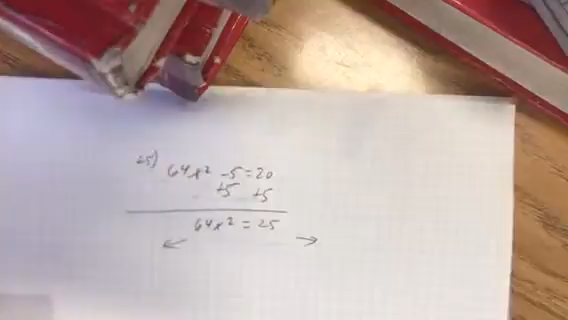 25) 64x² -5=20
+5 +5
64x² = 25